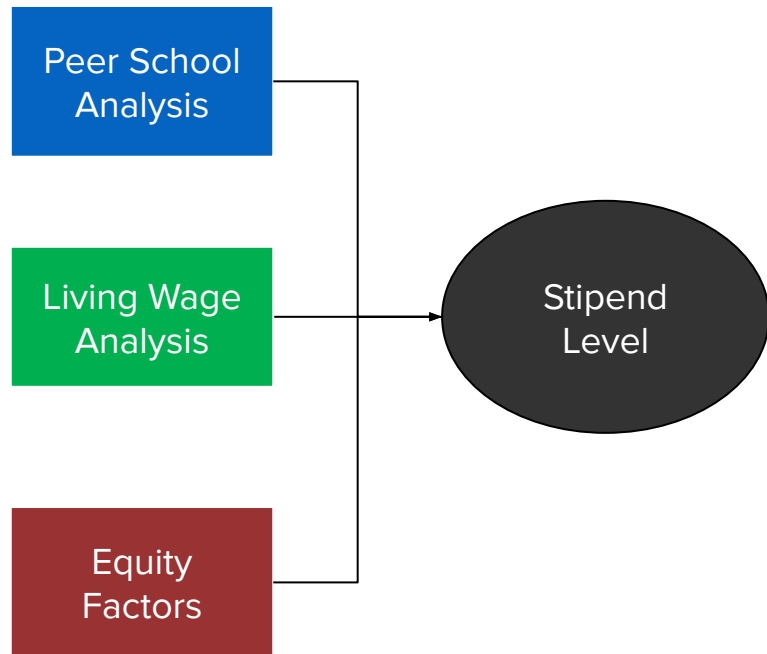 Peer School
Analysis
Living Wage
Analysis
Stipend
Level
Equity
Factors